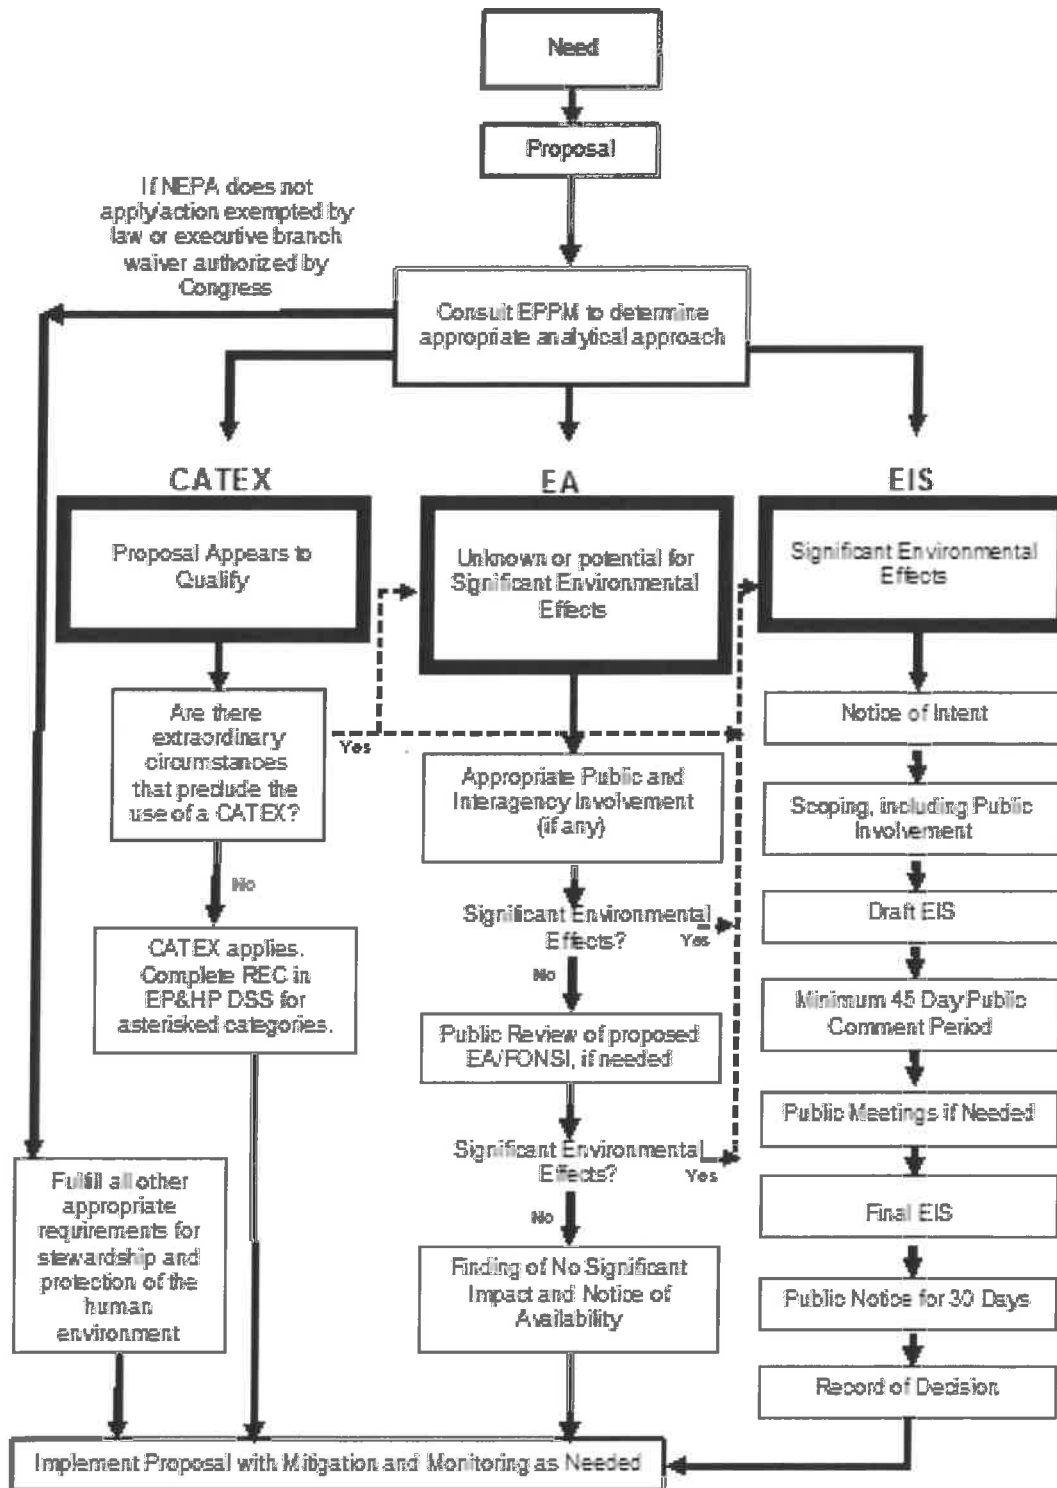 Need
Proposal
If NEPA does not
apply/action exempted by
law or executive branch
waiver authorized by
Congress
Consult EPPM to determine
appropriate analytical approach
CATEX
EA
EIS
Proposal Appears to
Qualify
Unknown or potential for
Significant Environmental
Effects
Significant Environmental
Effects
Are there
extraordinary
circumstances
that preclude the
use of a CATEX?
Yes
No
CATEX applies.
Complete REC in
EP&HP DSS for
asterisked categories.
Fulfill all other
appropriate
requirements for
stewardship and
protection of the
human
environment
Appropriate Public and
Interagency Involvement
(if any)
Significant Environmental
Effects?
Yes
No
Public Review of proposed
EA/FONSI, if needed
Significant Environmental
Effects?
Yes
No
Finding of No Significant
Impact and Notice of
Availability
Notice of Intent
Scoping, including Public
Involvement
Draft EIS
Minimum 45 Day Public
Comment Period
Public Meetings if Needed
Final EIS
Public Notice for 30 Days
Record of Decision
Implement Proposal with Mitigation and Monitoring as Needed